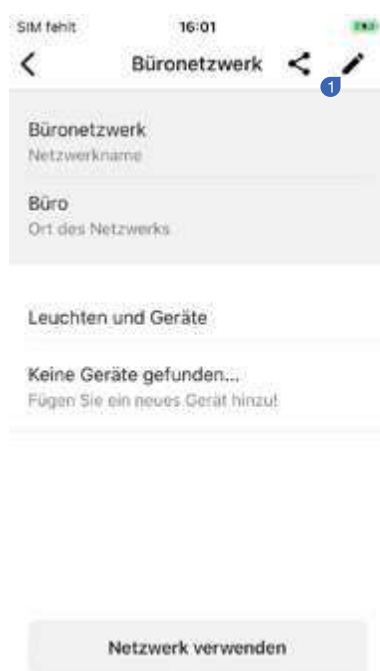 SIM fehlt 16:01
Büronetzwerk
1
Büronetzwerk
Netzwerkname
Büro
Ort des Netzwerks
Leuchten und Geräte
Keine Geräte gefunden...
Fügen Sie ein neues Gerät hinzu!
Netzwerk verwenden